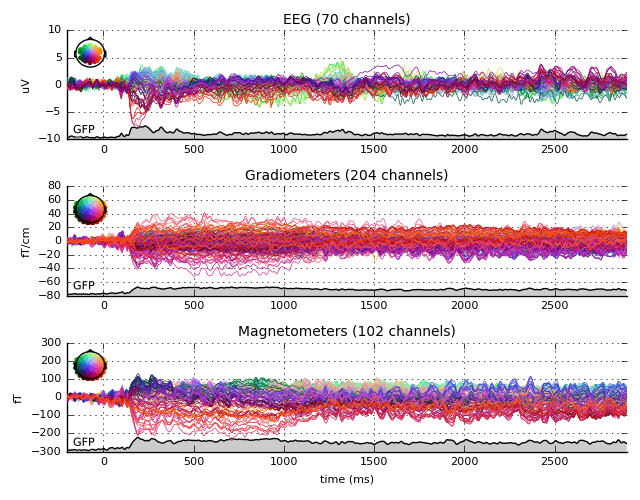 EEG (70 channels)
10
5
0
−5
−10
uV
GFP
0 500 1000 1500 2000 2500
Gradiometers (204 channels)
80
60
40
20
0
−20
−40
−60
−80
fT/cm
GFP
0 500 1000 1500 2000 2500
Magnetometers (102 channels)
300
200
100
0
−100
−200
−300
fT
GFP
0 500 1000 1500 2000 2500
time (ms)